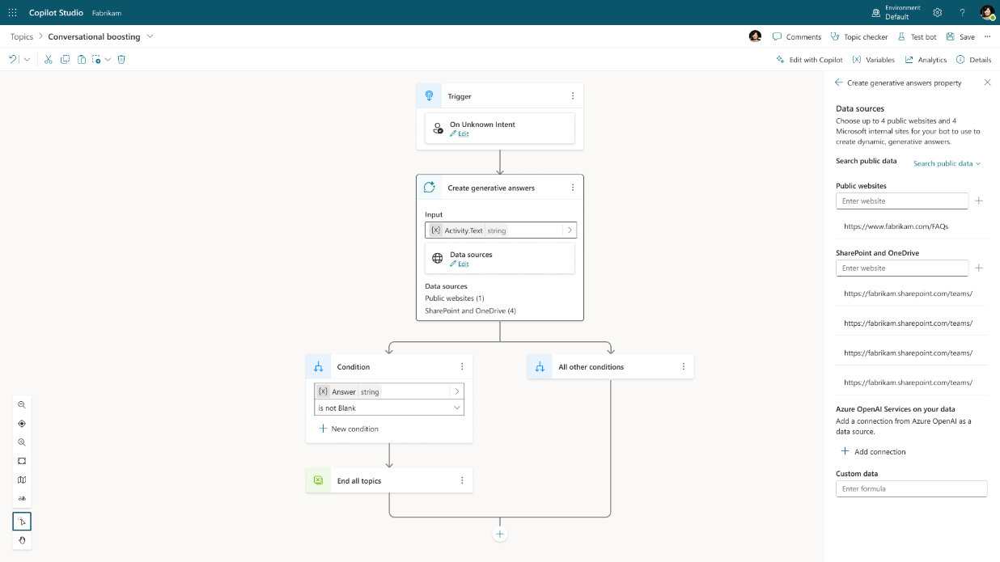 Copilot Studio Fabrikam
Environment
Default
?
Topics > Conversational boosting
Comments Topic checker Test bot Save ...
Edit with Copilot {x} Variables Analytics Details
Trigger
On Unknown Intent
Edit
Create generative answers
Input
{x} Activity.Text string
Data sources
Edit
Data sources
Public websites (1)
SharePoint and OneDrive (4)
Condition
{x} Answer string
is not Blank
New condition
All other conditions
End all topics
Create generative answers property
Data sources
Choose up to 4 public websites and 4
Microsoft internal sites for your bot to use to
create dynamic, generative answers.
Search public data Search public data
Public websites
Enter website
https://www.fabrikam.com/FAQs
SharePoint and OneDrive
Enter website
https://fabrikam.sharepoint.com/teams/
https://fabrikam.sharepoint.com/teams/
https://fabrikam.sharepoint.com/teams/
https://fabrikam.sharepoint.com/teams/
Azure OpenAI Services on your data
Add a connection from Azure OpenAI as a
data source.
Add connection
Custom data
Enter formula